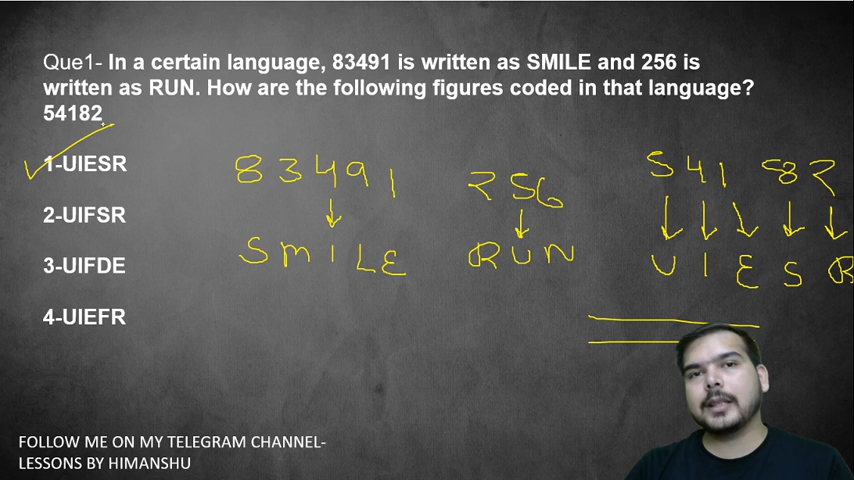 Que1- In a certain language, 83491 is written as SMILE and 256 is
written as RUN. How are the following figures coded in that language?
54182
1-UIESR
2-UIFSR
3-UIFDE
4-UIEFR
83491 256 541 82
SMILE RUN UIESR
FOLLOW ME ON MY TELEGRAM CHANNEL-
LESSONS BY HIMANSHU